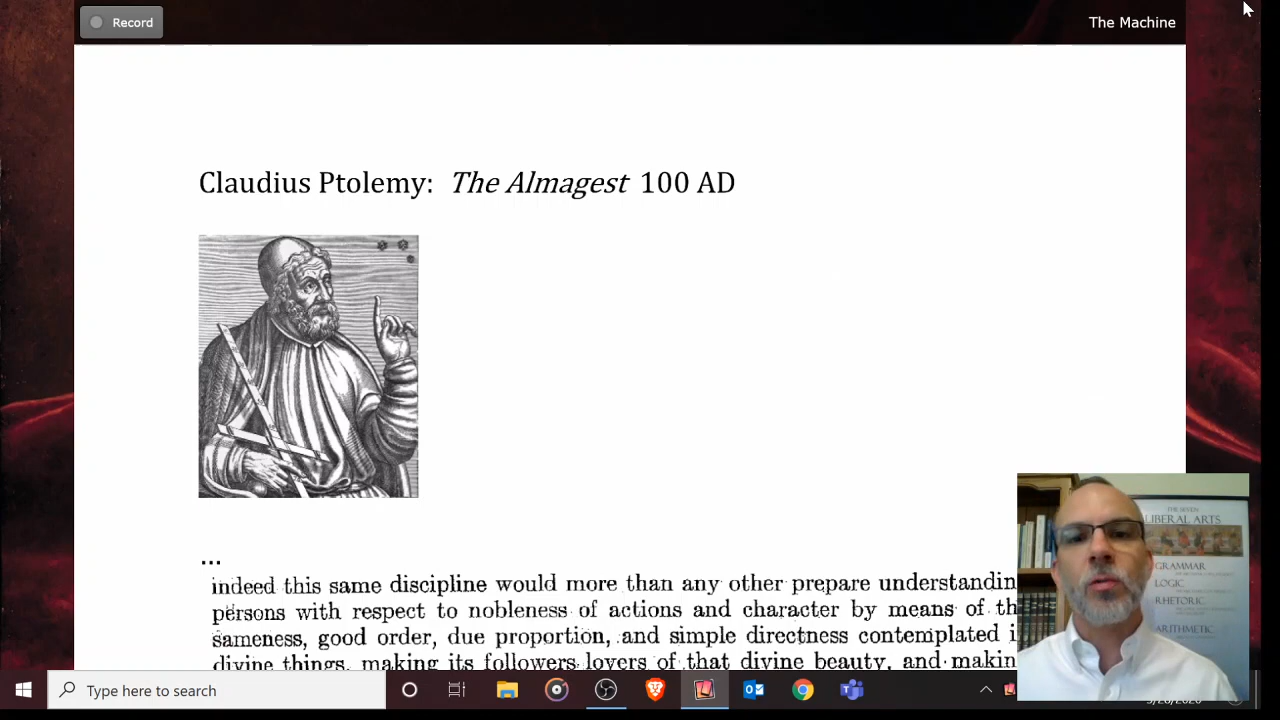 Record
The Machine
Claudius Ptolemy: The Almagest 100 AD
...
indeed this same discipline would more than any other prepare understandin
persons with respect to nobleness of actions and character by means of th
sameness, good order, due proportion, and simple directness contemplated i
divine things, making its followers lovers of that divine beauty, and makin
THE SEVEN
LIBERAL ARTS
GRAMMAR
LOGIC
RHETORIC
ARITHMETIC
Type here to search